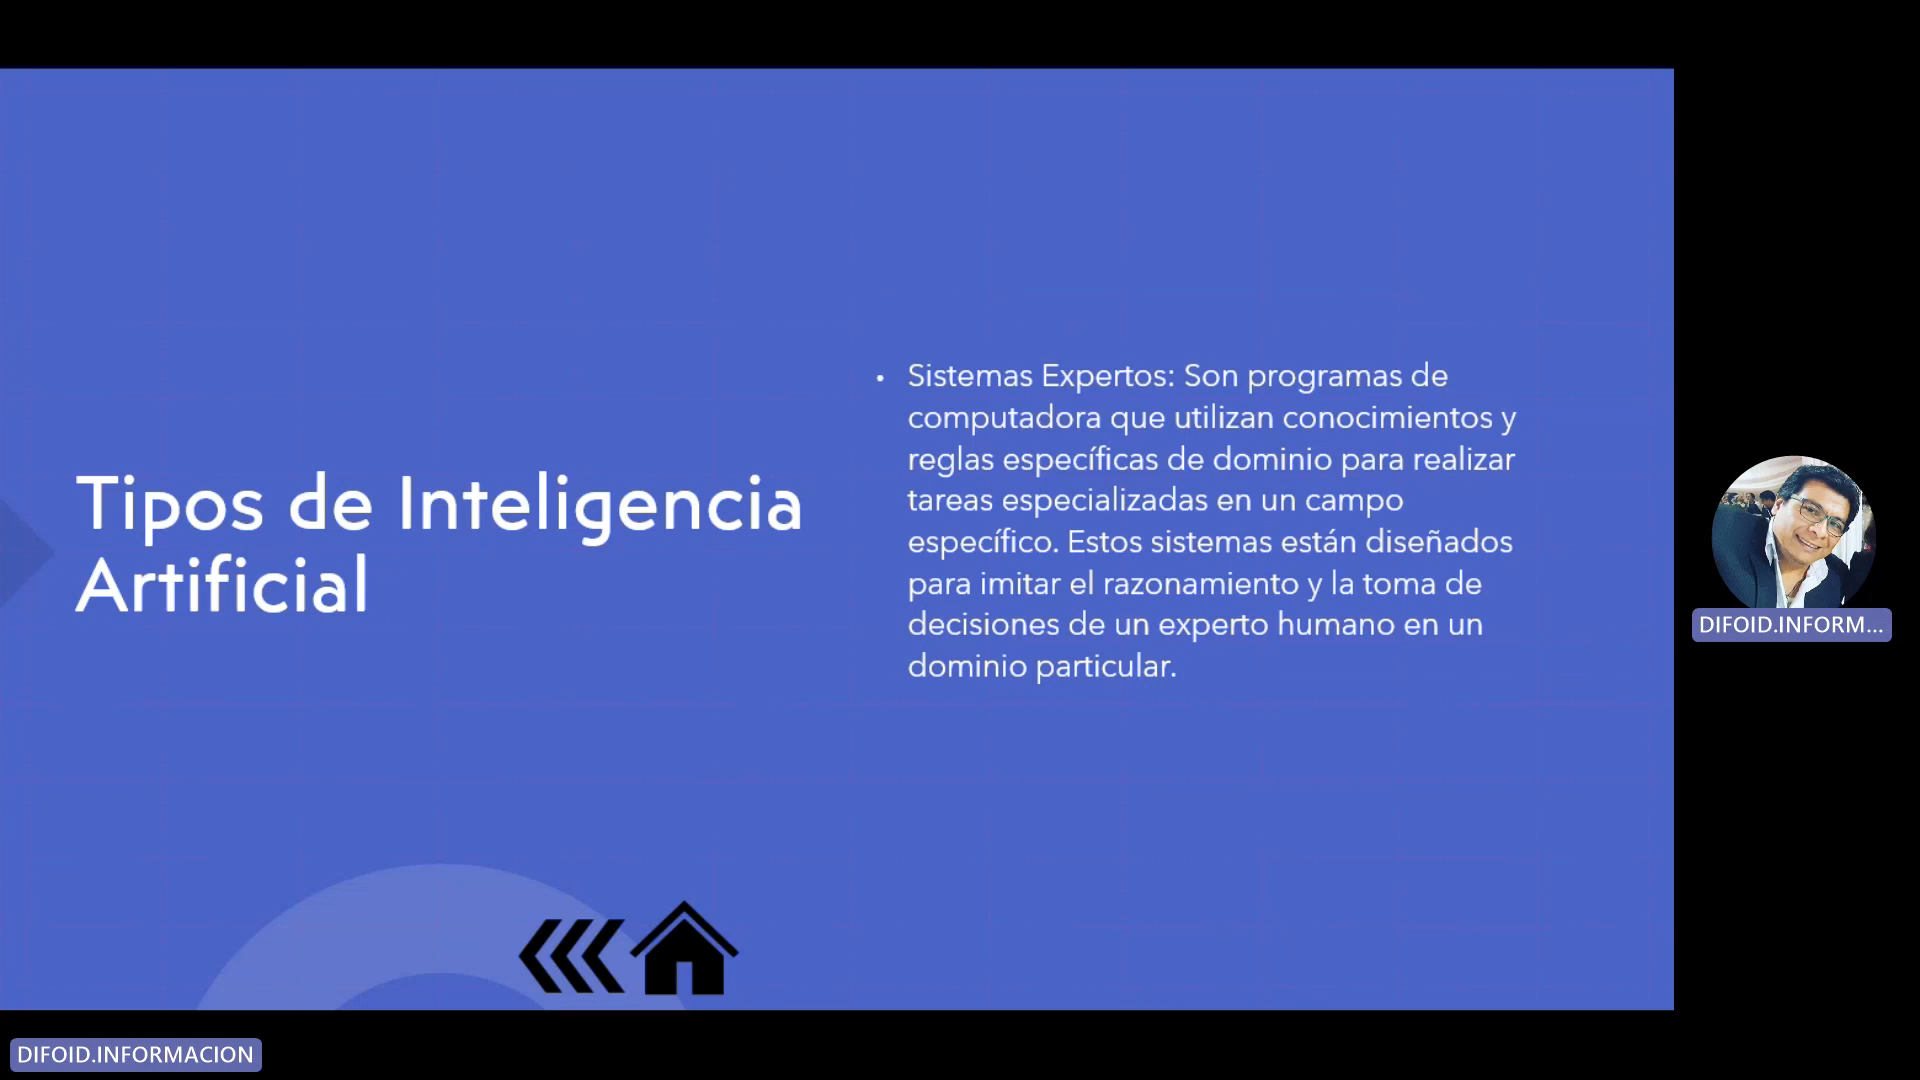 Tipos de Inteligencia
Artificial
• Sistemas Expertos: Son programas de
computadora que utilizan conocimientos y
reglas específicas de dominio para realizar
tareas especializadas en un campo
específico. Estos sistemas están diseñados
para imitar el razonamiento y la toma de
decisiones de un experto humano en un
dominio particular.
DIFOID.INFORM...
DIFOID.INFORMACION